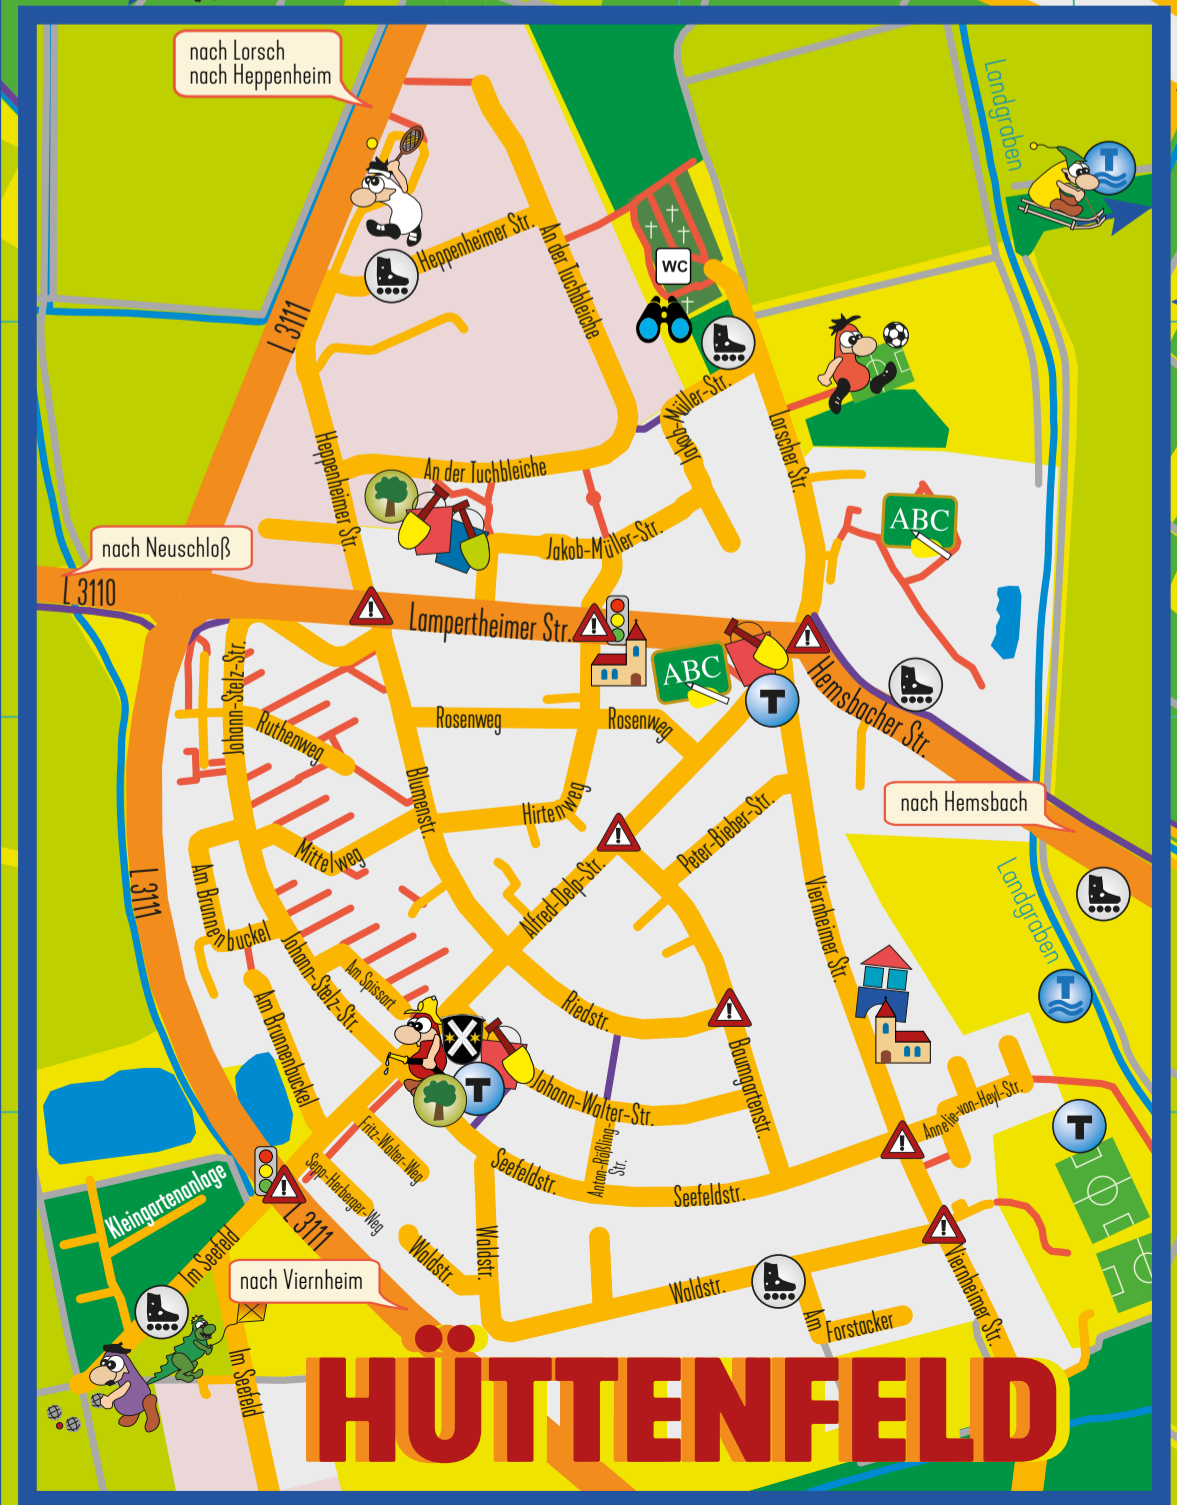 nach Lorsch
nach Heppenheim
Landgraben
T
Heppenheimer Str.
An der Tuchbleiche
WC
L 3111
Jakob-Müller-Str.
Lorscher Str.
Heppenheimer Str.
An der Tuchbleiche
ABC
Jakob-Müller-Str.
nach Neuschloß
L 3110
Lampertheimer Str.
!
!
!
ABC
T
Hemsbacher Str.
Johann-Stelz-Str.
Ruthenweg
Rosenweg
Rosenweg
Blumenstr.
Hirtenweg
nach Hemsbach
!
Peter-Bieber-Str.
Mittelweg
L 3111
Am Brunnenbuckel
Alfred-Delp-Str.
Viernheimer Str.
Landgraben
Johann-Stelz-Str.
Am Spissort
Riedstr.
!
T
Am Brunnenbuckel
Baumgartenstr.
T
Johann-Walter-Str.
Annelie-von-Heyl-Str.
T
!
Fritz-Walter-Weg
Sepp-Herberger-Weg
Seefeldstr.
Anton-Räßling-
Str.
Seefeldstr.
!
Kleingartenanlage
Im Seefeld
L 3111
!
Waldstr.
Waldstr.
Waldstr.
Viernheimer Str.
nach Viernheim
Am
Forstacker
Im Seefeld
HÜTTENFELD